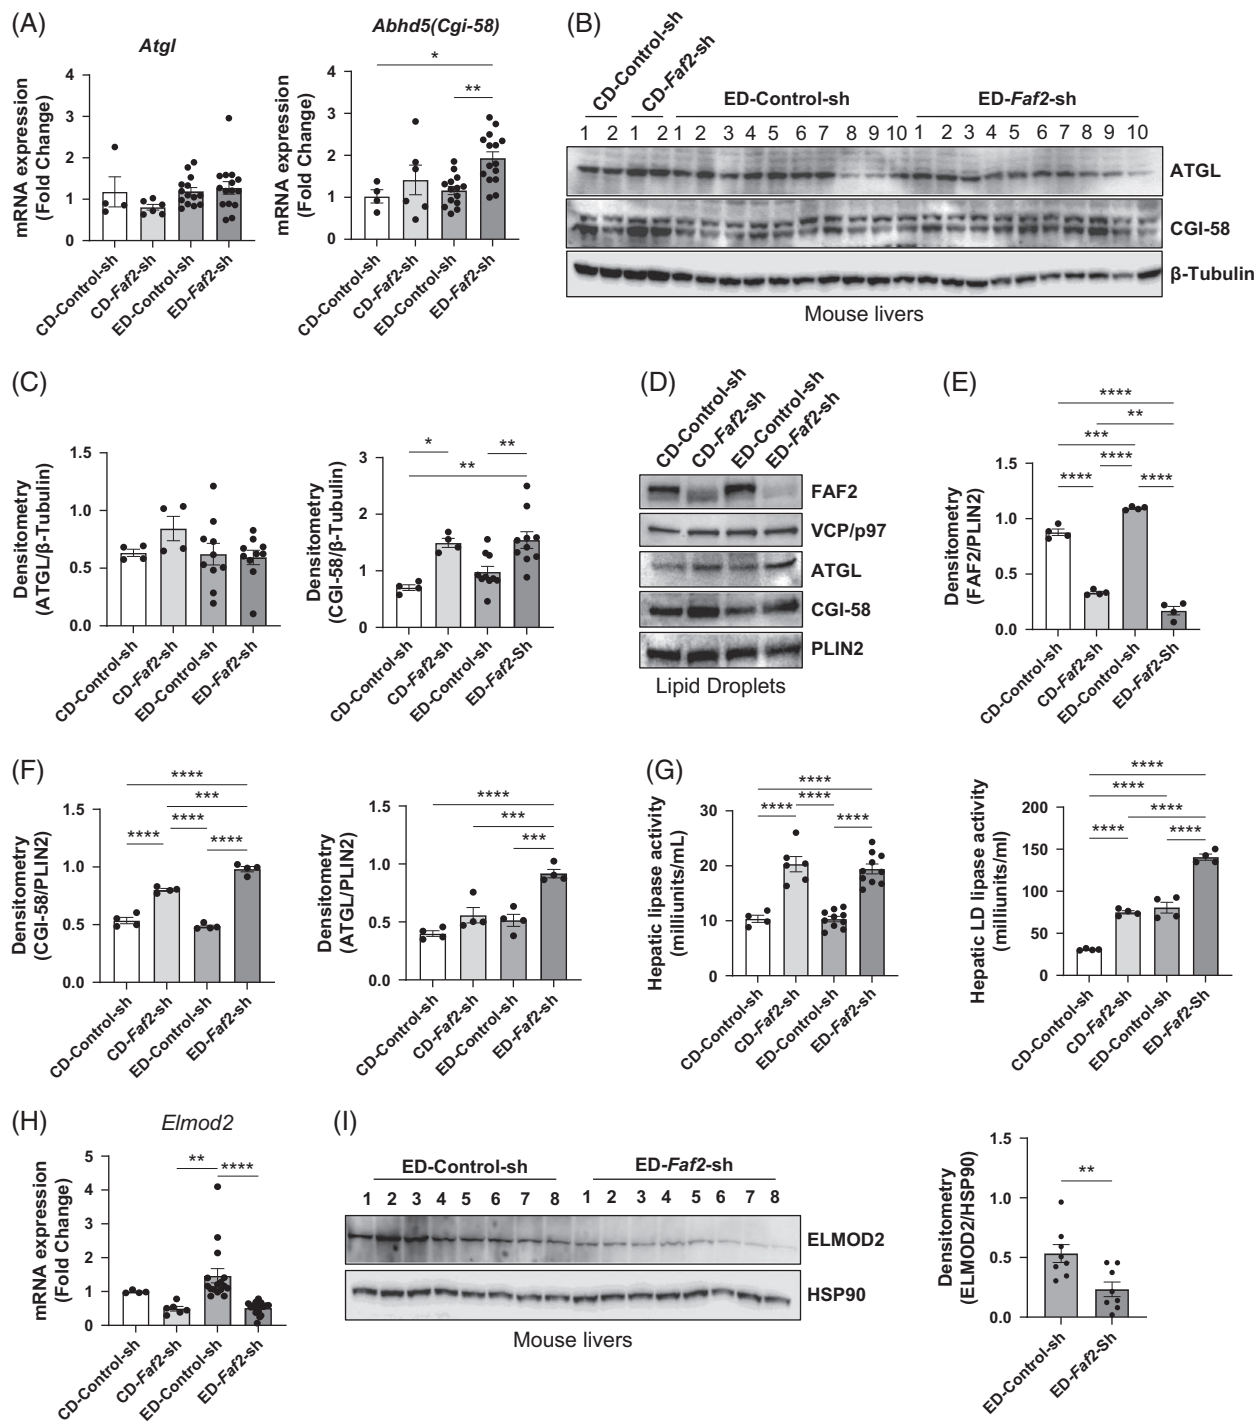 (A)
Atgl
mRNA expression
(Fold Change)
4
3
2
1
0
CD-Control-sh
CD-Faf2-sh
ED-Control-sh
ED-Faf2-sh
Abhd5(Cgi-58)
*
**
mRNA expression
(Fold Change)
4
3
2
1
0
CD-Control-sh
CD-Faf2-sh
ED-Control-sh
ED-Faf2-sh
(B)
CD-Control-sh
CD-Faf2-sh
ED-Control-sh
ED-Faf2-sh
1 2 1 2 1 2 3 4 5 6 7 8 9 10 1 2 3 4 5 6 7 8 9 10
ATGL
CGI-58
β-Tubulin
Mouse livers
(C)
Densitometry
(ATGL/β-Tubulin)
1.5
1.0
0.5
0.0
CD-Control-sh
CD-Faf2-sh
ED-Control-sh
ED-Faf2-sh
* **
**
Densitometry
(CGI-58/β-Tubulin)
3
2
1
0
CD-Control-sh
CD-Faf2-sh
ED-Control-sh
ED-Faf2-Sh
(D)
CD-Control-sh
CD-Faf2-sh
ED-Control-sh
ED-Faf2-sh
FAF2
VCP/p97
ATGL
CGI-58
PLIN2
Lipid Droplets
(E)
****
**
***
****
**** ****
Densitometry
(FAF2/PLIN2)
1.5
1.0
0.5
0.0
CD-Control-sh
CD-Faf2-sh
ED-Control-sh
ED-Faf2-Sh
(F)
****
***
****
**** ****
Densitometry
(CGI-58/PLIN2)
1.5
1.0
0.5
0.0
CD-Control-sh
CD-Faf2-sh
ED-Control-sh
ED-Faf2-sh
****
***
***
Densitometry
(ATGL/PLIN2)
1.5
1.0
0.5
0.0
CD-Control-sh
CD-Faf2-sh
ED-Control-sh
ED-Faf2-sh
(G)
****
**** ****
****
Hepatic lipase activity
(milliunits/mL)
30
20
10
0
CD-Control-sh
CD-Faf2-sh
ED-Control-sh
ED-Faf2-sh
****
****
****
**** ****
Hepatic LD lipase activity
(milliunits/ml)
200
150
100
50
0
CD-Control-sh
CD-Faf2-sh
ED-Control-sh
ED-Faf2-Sh
(H)
Elmod2
** ****
mRNA expression
(Fold Change)
5
4
3
2
1
0
CD-Control-sh
CD-Faf2-sh
ED-Control-sh
ED-Faf2-sh
(I)
ED-Control-sh
ED-Faf2-sh
1 2 3 4 5 6 7 8 1 2 3 4 5 6 7 8
ELMOD2
HSP90
Mouse livers
**
Densitometry
(ELMOD2/HSP90)
1.5
1.0
0.5
0.0
ED-Control-sh
ED-Faf2-Sh